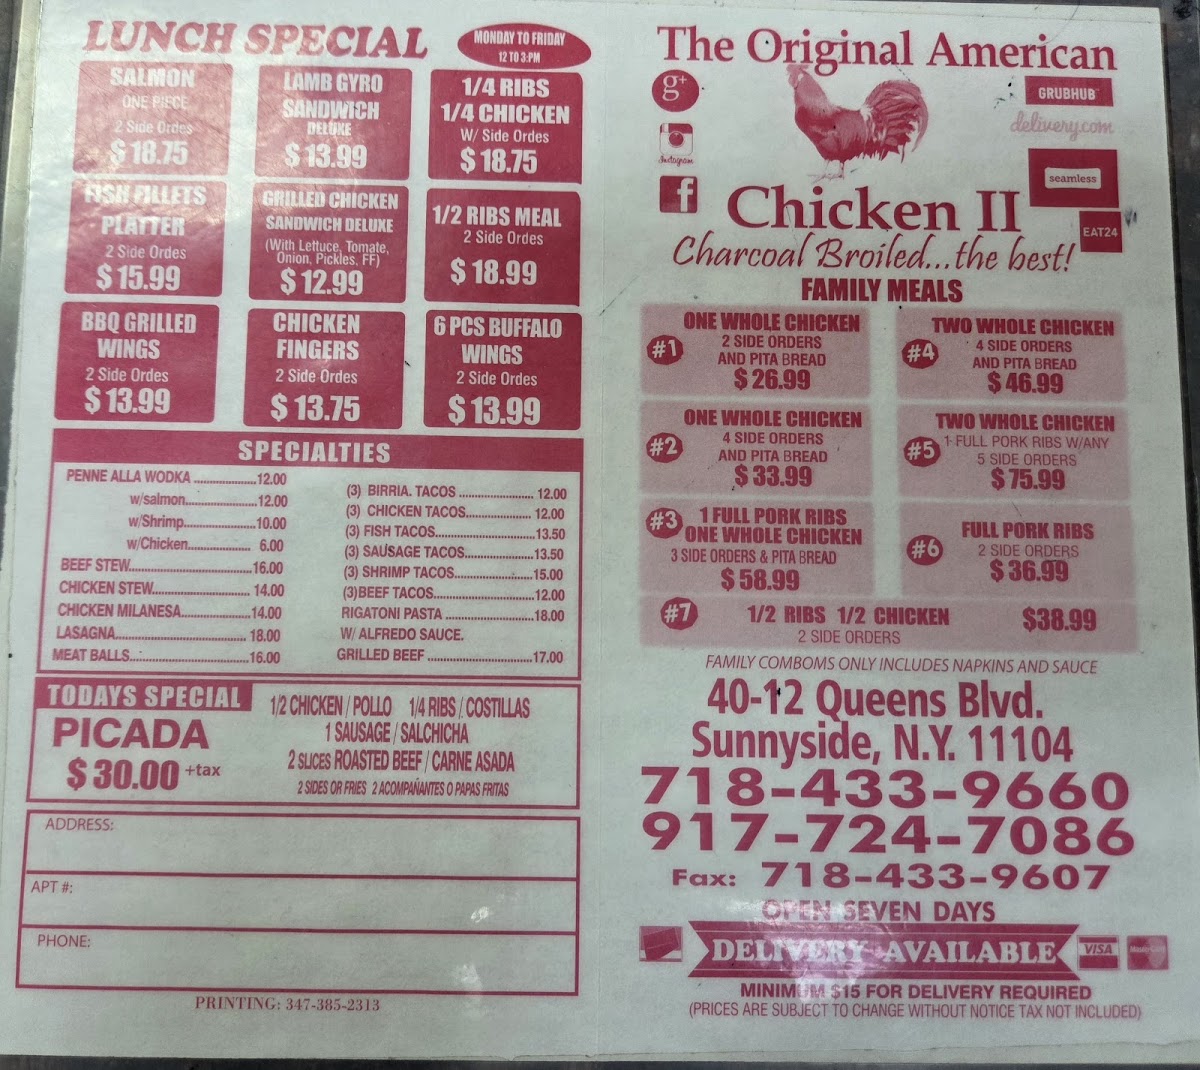 LUNCH SPECIAL
MONDAY TO FRIDAY
12 TO 3:PM
SALMON
ONE PIECE
2 Side Ordes
$ 18.75
LAMB GYRO
SANDWICH
DELUXE
$ 13.99
1/4 RIBS
1/4 CHICKEN
W/ Side Ordes
$ 18.75
FISH FILLETS
PLATTER
2 Side Ordes
$ 15.99
GRILLED CHICKEN
SANDWICH DELUXE
(With Lettuce, Tomate,
Onion, Pickles, FF)
$ 12.99
1/2 RIBS MEAL
2 Side Ordes
$ 18.99
BBQ GRILLED
WINGS
2 Side Ordes
$ 13.99
CHICKEN
FINGERS
2 Side Ordes
$ 13.75
6 PCS BUFFALO
WINGS
2 Side Ordes
$ 13.99
SPECIALTIES
PENNE ALLA WODKA ..................12.00
w/salmon....................12.00
w/Shrimp....................10.00
w/Chicken.................... 6.00
BEEF STEW.....................................16.00
CHICKEN STEW............................... 14.00
CHICKEN MILANESA.....................14.00
LASAGNA....................................... 18.00
MEAT BALLS...................................16.00
(3) BIRRIA. TACOS ..................... 12.00
(3) CHICKEN TACOS.................... 12.00
(3) FISH TACOS..........................13.50
(3) SAUSAGE TACOS....................13.50
(3) SHRIMP TACOS.......................15.00
(3)BEEF TACOS...........................12.00
RIGATONI PASTA .........................18.00
W/ ALFREDO SAUCE.
GRILLED BEEF .............................17.00
TODAYS SPECIAL
PICADA
$ 30.00 +tax
1/2 CHICKEN / POLLO 1/4 RIBS / COSTILLAS
1 SAUSAGE / SALCHICHA
2 SLICES ROASTED BEEF / CARNE ASADA
2 SIDES OR FRIES 2 ACOMPAÑANTES O PAPAS FRITAS
ADDRESS:
APT #:
PHONE:
PRINTING: 347-385-2313
The Original American
g+
Instagram
f
GRUBHUB
delivery.com
seamless
EAT24
Chicken II
Charcoal Broiled...the best!
FAMILY MEALS
#1
ONE WHOLE CHICKEN
2 SIDE ORDERS
AND PITA BREAD
$ 26.99
#4
TWO WHOLE CHICKEN
4 SIDE ORDERS
AND PITA BREAD
$ 46.99
#2
ONE WHOLE CHICKEN
4 SIDE ORDERS
AND PITA BREAD
$ 33.99
#5
TWO WHOLE CHICKEN
1 FULL PORK RIBS W/ANY
5 SIDE ORDERS
$ 75.99
#3
1 FULL PORK RIBS
ONE WHOLE CHICKEN
3 SIDE ORDERS & PITA BREAD
$ 58.99
#6
FULL PORK RIBS
2 SIDE ORDERS
$ 36.99
#7
1/2 RIBS 1/2 CHICKEN
2 SIDE ORDERS
$38.99
FAMILY COMBOMS ONLY INCLUDES NAPKINS AND SAUCE
40-12 Queens Blvd.
Sunnyside, N.Y. 11104
718-433-9660
917-724-7086
Fax: 718-433-9607
OPEN SEVEN DAYS
DELIVERY AVAILABLE
VISA
MasterCard
MINIMUM $15 FOR DELIVERY REQUIRED
(PRICES ARE SUBJECT TO CHANGE WITHOUT NOTICE TAX NOT INCLUDED)